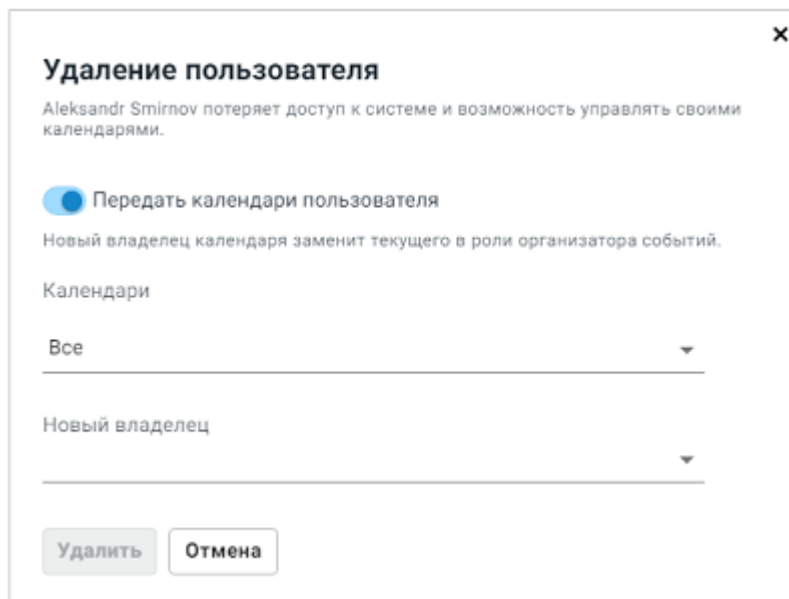 Удаление пользователя
Aleksandr Smirnov потеряет доступ к системе и возможность управлять своими
календарями.
Передать календари пользователя
Новый владелец календаря заменит текущего в роли организатора событий.
Календари
Все
Новый владелец
Удалить Отмена